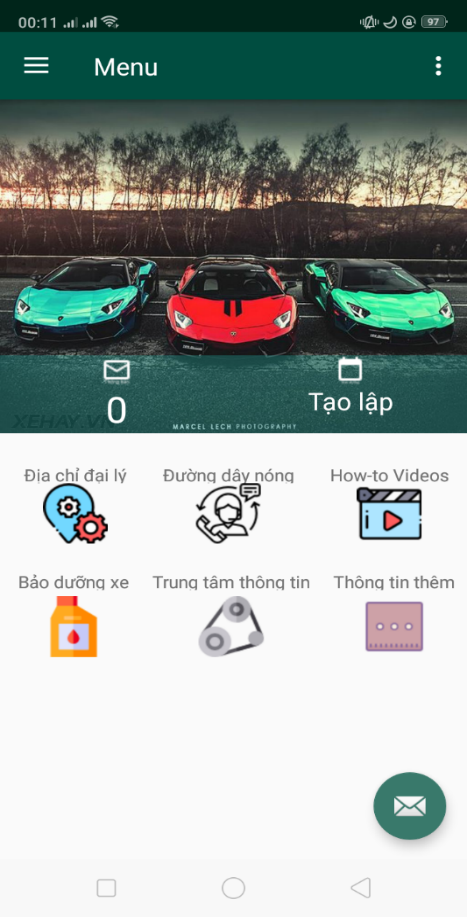 00:11
97
Menu
0
Tạo lập
XEHAY.VN
MARCEL LECH PHOTOGRAPHY
Địa chỉ đại lý
Đường dây nóng
How-to Videos
Bảo dưỡng xe
Trung tâm thông tin
Thông tin thêm